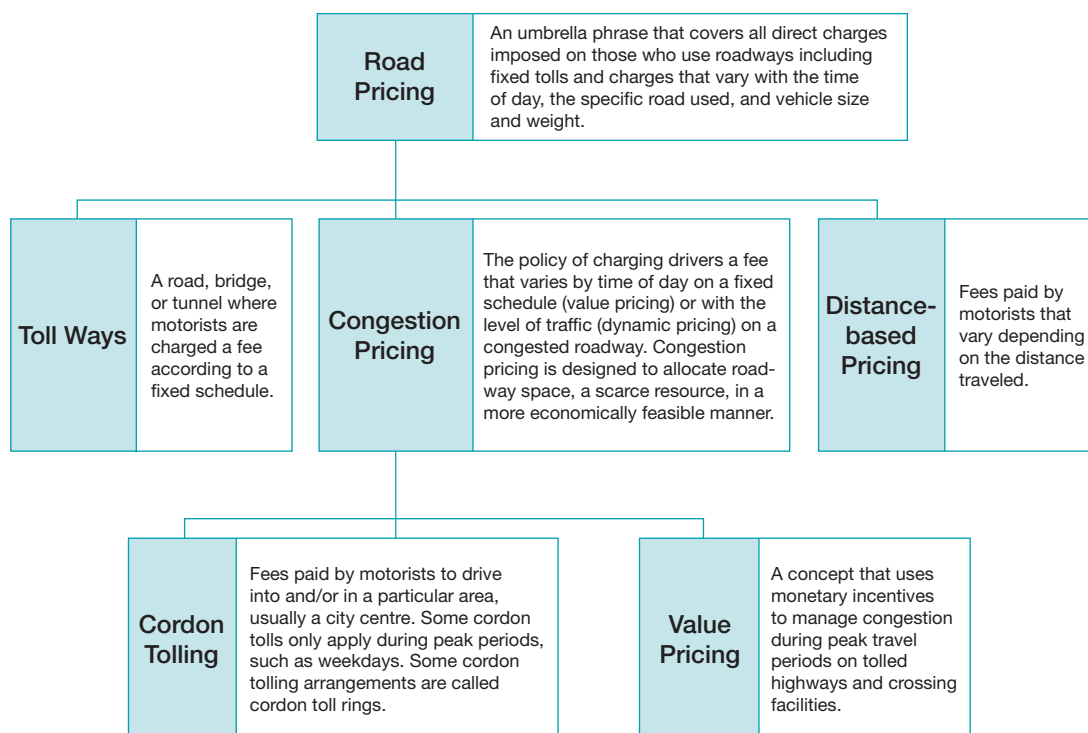 Road
Pricing
An umbrella phrase that covers all direct charges
imposed on those who use roadways including
fixed tolls and charges that vary with the time
of day, the specific road used, and vehicle size
and weight.
Toll Ways
A road, bridge,
or tunnel where
motorists are
charged a fee
according to a
fixed schedule.
Congestion
Pricing
The policy of charging drivers a fee
that varies by time of day on a fixed
schedule (value pricing) or with the
level of traffic (dynamic pricing) on a
congested roadway. Congestion
pricing is designed to allocate road-
way space, a scarce resource, in a
more economically feasible manner.
Distance-
based
Pricing
Fees paid by
motorists that
vary depending
on the distance
traveled.
Cordon
Tolling
Fees paid by motorists to drive
into and/or in a particular area,
usually a city centre. Some cordon
tolls only apply during peak periods,
such as weekdays. Some cordon
tolling arrangements are called
cordon toll rings.
Value
Pricing
A concept that uses
monetary incentives
to manage congestion
during peak travel
periods on tolled
highways and crossing
facilities.